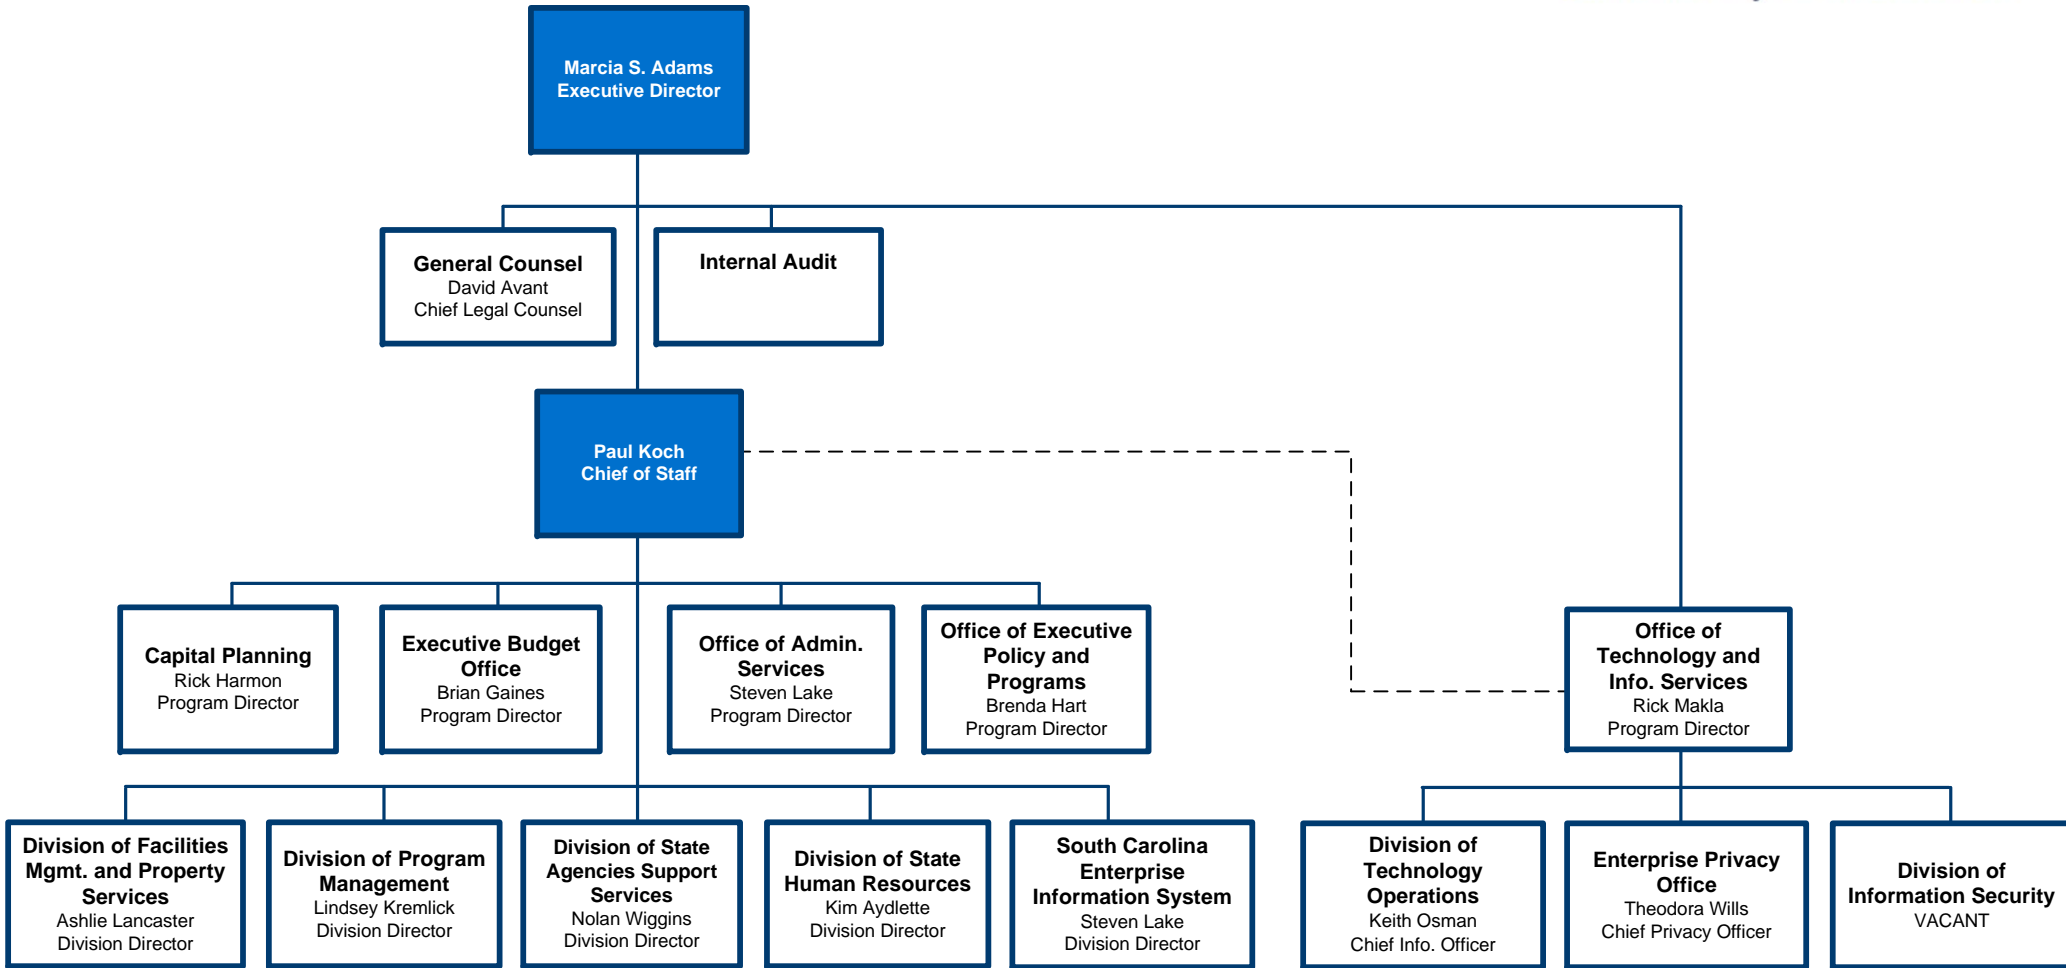 Marcia S. Adams
Executive Director
General Counsel
David Avant
Chief Legal Counsel
Internal Audit
Paul Koch
Chief of Staff
Capital Planning
Rick Harmon
Program Director
Executive Budget
Office
Brian Gaines
Program Director
Office of Admin.
Services
Steven Lake
Program Director
Office of Executive
Policy and
Programs
Brenda Hart
Program Director
Office of
Technology and
Info. Services
Rick Makla
Program Director
Division of Facilities
Mgmt. and Property
Services
Ashlie Lancaster
Division Director
Division of Program
Management
Lindsey Kremlick
Division Director
Division of State
Agencies Support
Services
Nolan Wiggins
Division Director
Division of State
Human Resources
Kim Aydlette
Division Director
South Carolina
Enterprise
Information System
Steven Lake
Division Director
Division of
Technology
Operations
Keith Osman
Chief Info. Officer
Enterprise Privacy
Office
Theodora Wills
Chief Privacy Officer
Division of
Information Security
VACANT